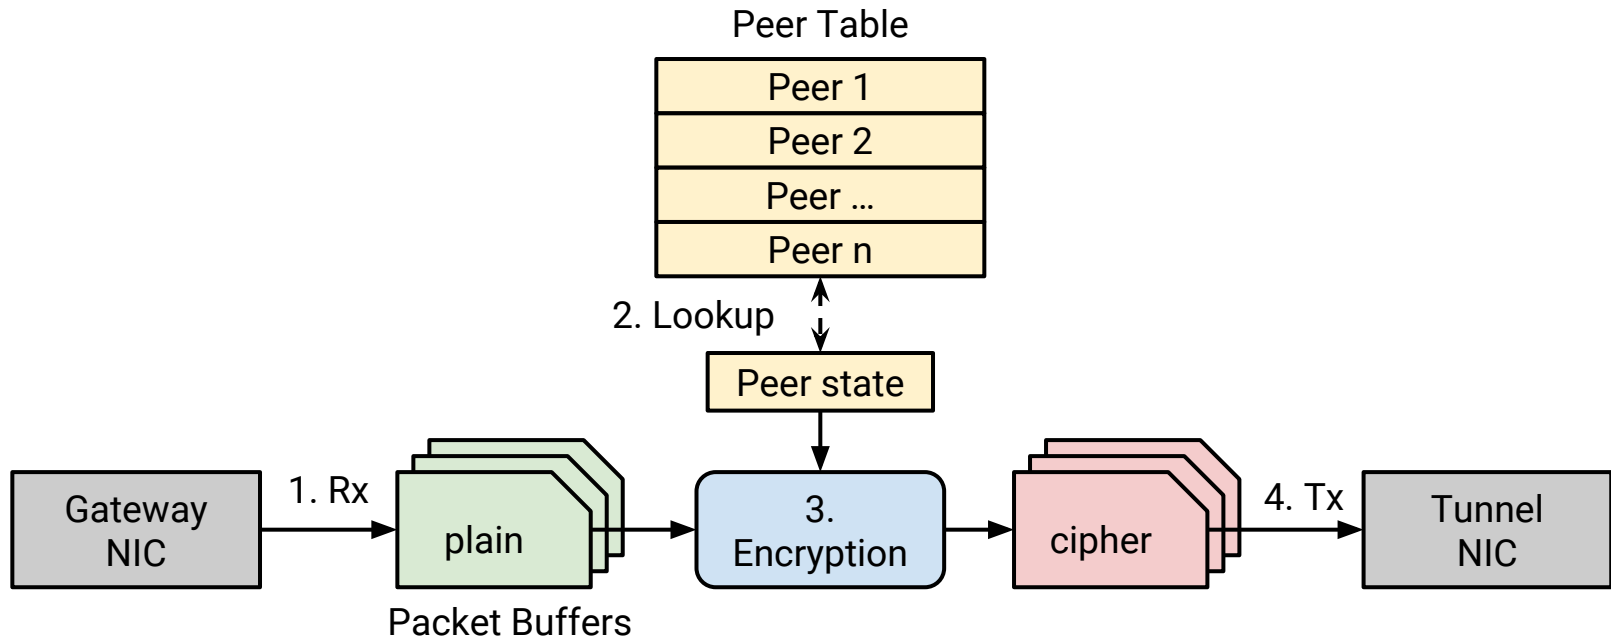 Peer Table
Peer 1
Peer 2
Peer ...
Peer n
2. Lookup
Peer state
Gateway
NIC
1. Rx
plain
Packet Buffers
3.
Encryption
cipher
4. Tx
Tunnel
NIC